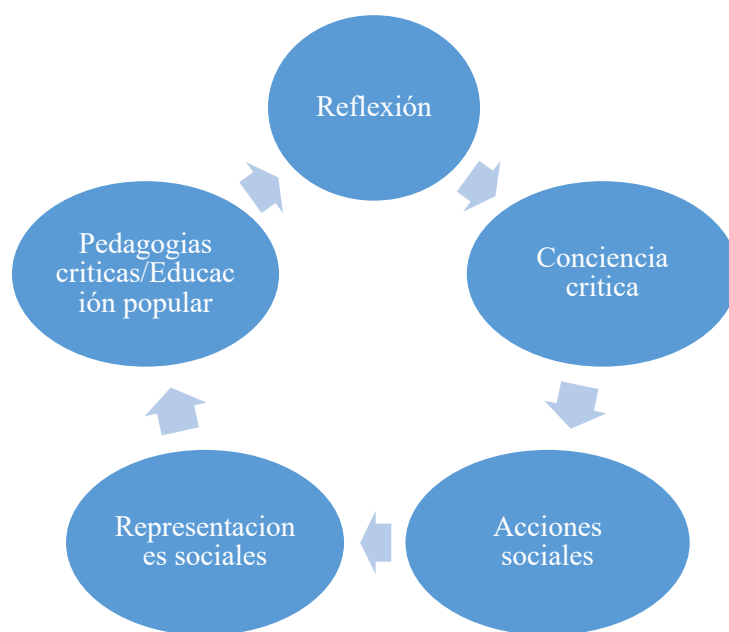 Reflexión
Conciencia
critica
Acciones
sociales
Representacion
es sociales
Pedagogias
criticas/Educac
ión popular